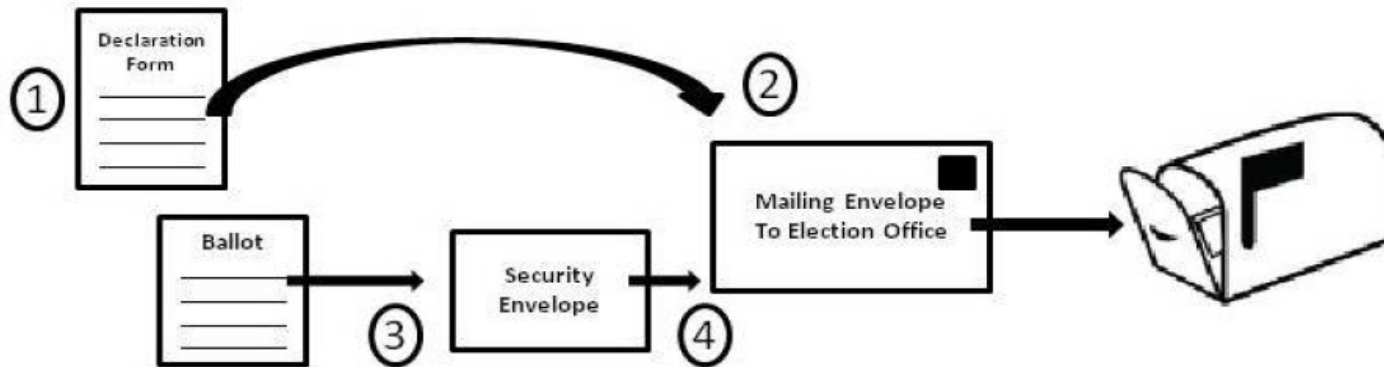 1
Declaration
Form
2
Mailing Envelope
To Election Office
Ballot
3
Security
Envelope
4